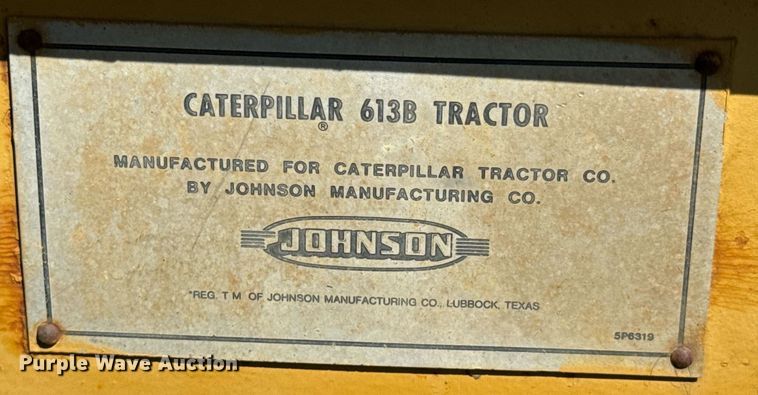 CATERPILLAR 613B TRACTOR
®
MANUFACTURED FOR CATERPILLAR TRACTOR CO.
BY JOHNSON MANUFACTURING CO.
JOHNSON
*REG. T M OF JOHNSON MANUFACTURING CO., LUBBOCK, TEXAS
5P6319
Purple Wave Auction